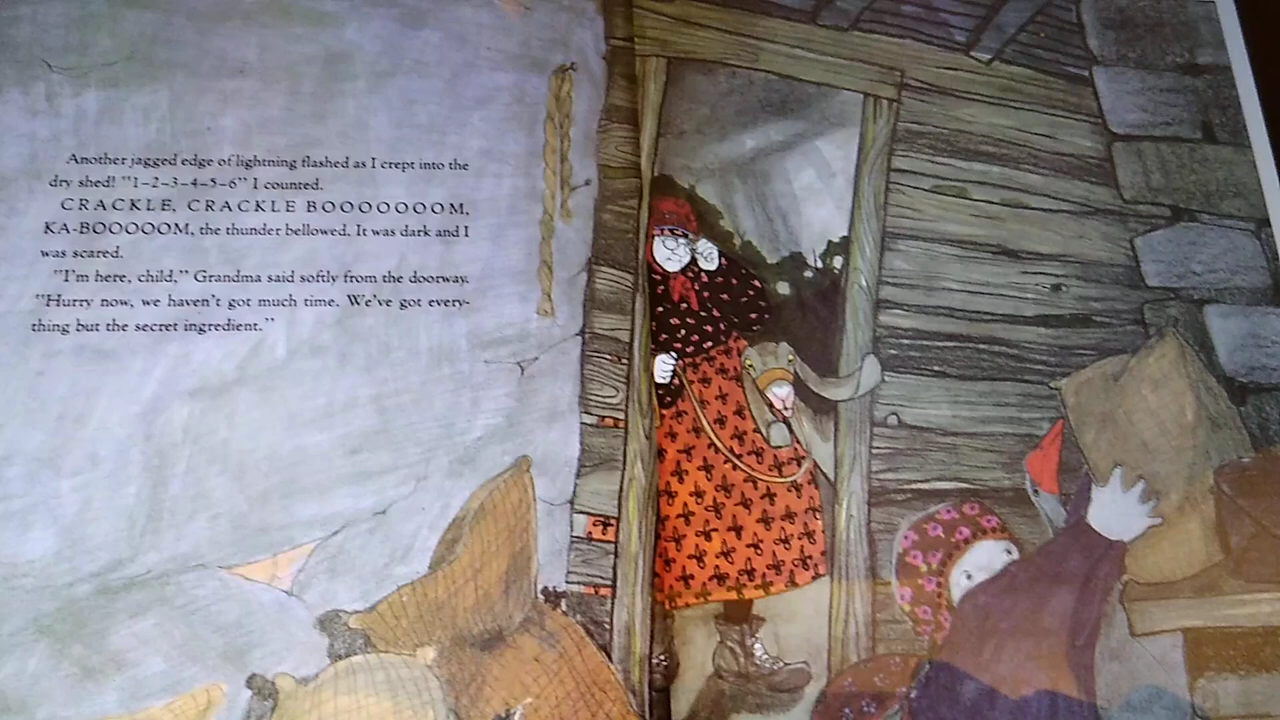 Another jagged edge of lightning flashed as I crept into the
dry shed! "1–2–3–4–5–6" I counted.
CRACKLE, CRACKLE BOOOOOOOM,
KA-BOOOOOM, the thunder bellowed. It was dark and I
was scared.
"I'm here, child," Grandma said softly from the doorway.
"Hurry now, we haven't got much time. We've got every-
thing but the secret ingredient."